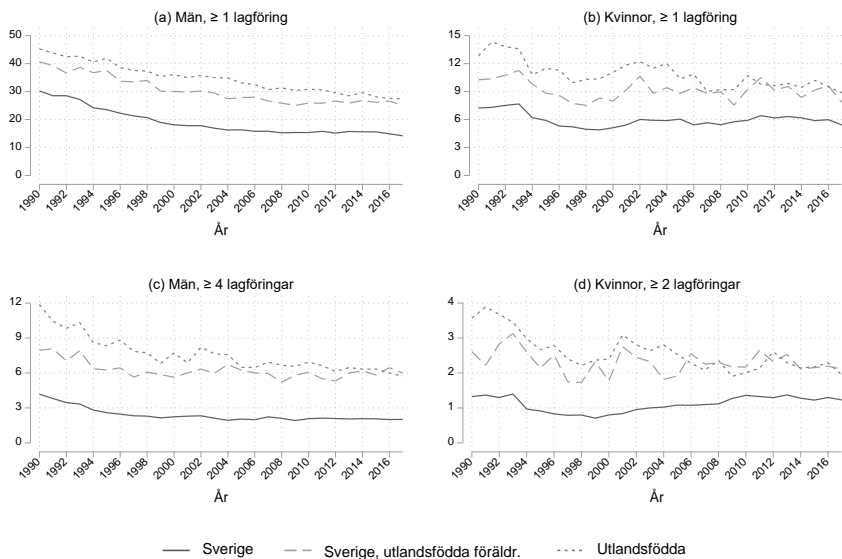 (a) Män, ≥ 1 lagföring
50
40
30
20
10
0
1990 1992 1994 1996 1998 2000 2002 2004 2006 2008 2010 2012 2014 2016
År
(b) Kvinnor, ≥ 1 lagföring
15
12
9
6
3
0
1990 1992 1994 1996 1998 2000 2002 2004 2006 2008 2010 2012 2014 2016
År
(c) Män, ≥ 4 lagföringar
12
9
6
3
0
1990 1992 1994 1996 1998 2000 2002 2004 2006 2008 2010 2012 2014 2016
År
(d) Kvinnor, ≥ 2 lagföringar
4
3
2
1
0
1990 1992 1994 1996 1998 2000 2002 2004 2006 2008 2010 2012 2014 2016
År
Sverige Sverige, utlandsfödda föräldr. Utlandsfödda